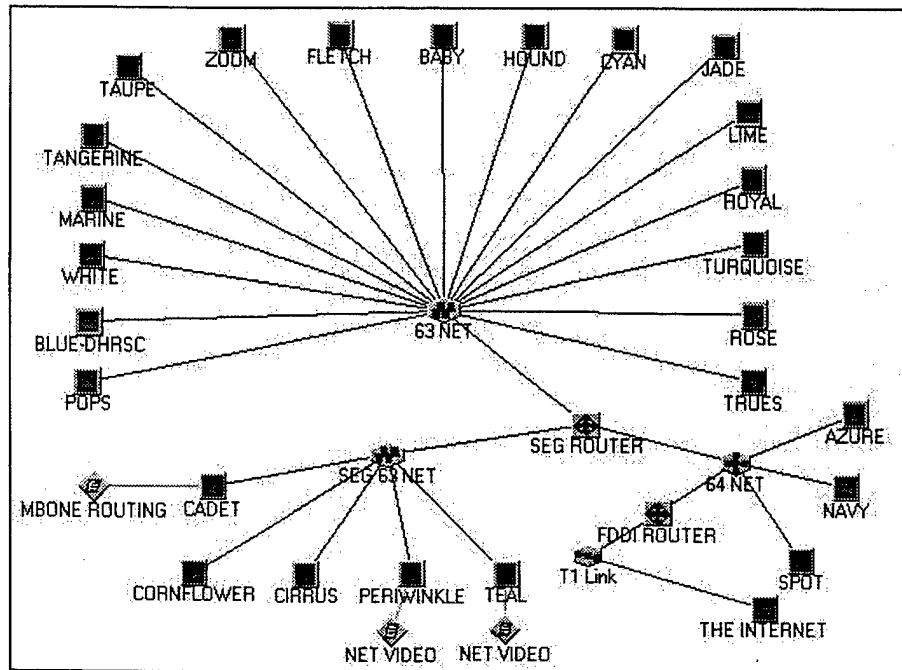 ZOOM
FLETCH
BABY
HOUND
CYAN
JADE
TAUPE
LIME
TANGERINE
ROYAL
MARINE
TURQUOISE
WHITE
63 NET
ROSE
BLUE-DHRSC
POPS
TRUES
AZURE
SEG ROUTER
SEG 63 NET
64 NET
MBONE ROUTING
CADET
NAVY
FDDI ROUTER
T1 Link
SPOT
CORNFLOWER
CIRRUS
PERIWINKLE
TEAL
THE INTERNET
NET VIDEO
NET VIDEO